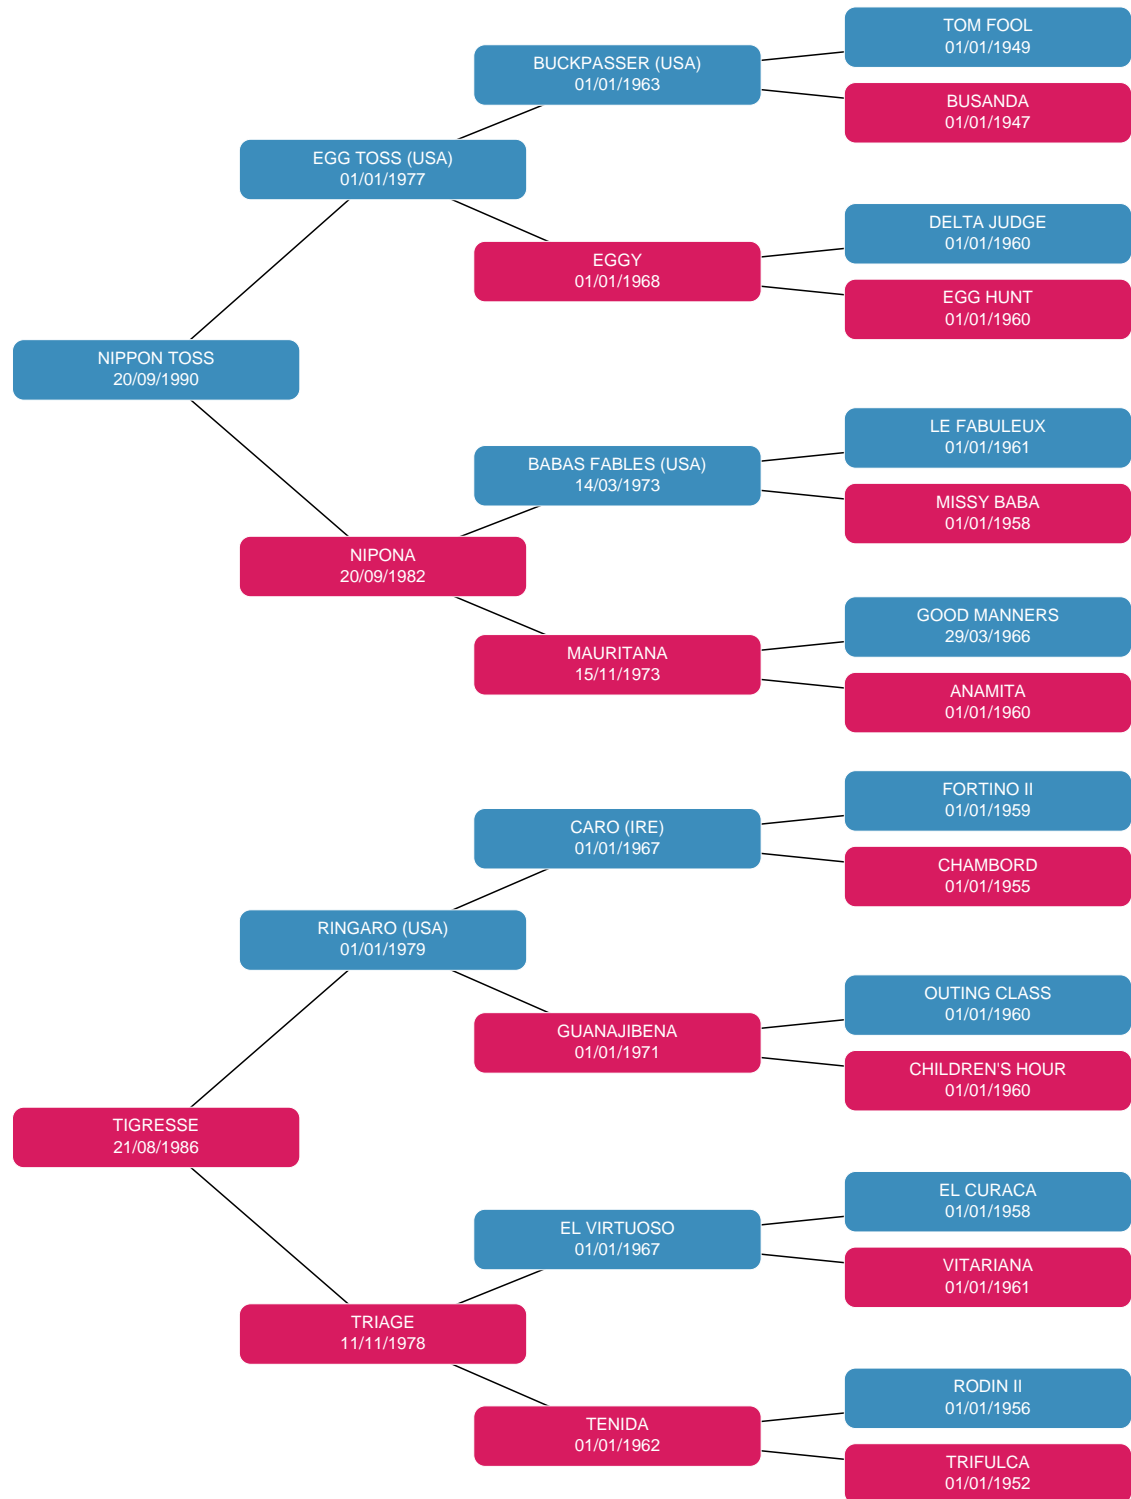 TOM FOOL
01/01/1949
BUCKPASSER (USA)
01/01/1963
BUSANDA
01/01/1947
EGG TOSS (USA)
01/01/1977
DELTA JUDGE
01/01/1960
EGGY
01/01/1968
EGG HUNT
01/01/1960
NIPPON TOSS
20/09/1990
LE FABULEUX
01/01/1961
BABAS FABLES (USA)
14/03/1973
MISSY BABA
01/01/1958
NIPONA
20/09/1982
GOOD MANNERS
29/03/1966
MAURITANA
15/11/1973
ANAMITA
01/01/1960
FORTINO II
01/01/1959
CARO (IRE)
01/01/1967
CHAMBORD
01/01/1955
RINGARO (USA)
01/01/1979
OUTING CLASS
01/01/1960
GUANAJIBENA
01/01/1971
CHILDREN'S HOUR
01/01/1960
TIGRESSE
21/08/1986
EL CURACA
01/01/1958
EL VIRTUOSO
01/01/1967
VITARIANA
01/01/1961
TRIAGE
11/11/1978
RODIN II
01/01/1956
TENIDA
01/01/1962
TRIFULCA
01/01/1952